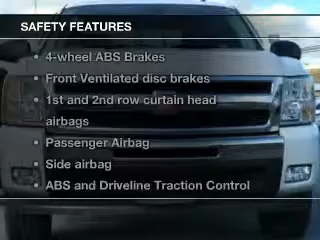 SAFETY FEATURES
• 4-wheel ABS Brakes
• Front Ventilated disc brakes
• 1st and 2nd row curtain head
airbags
• Passenger Airbag
• Side airbag
• ABS and Driveline Traction Control